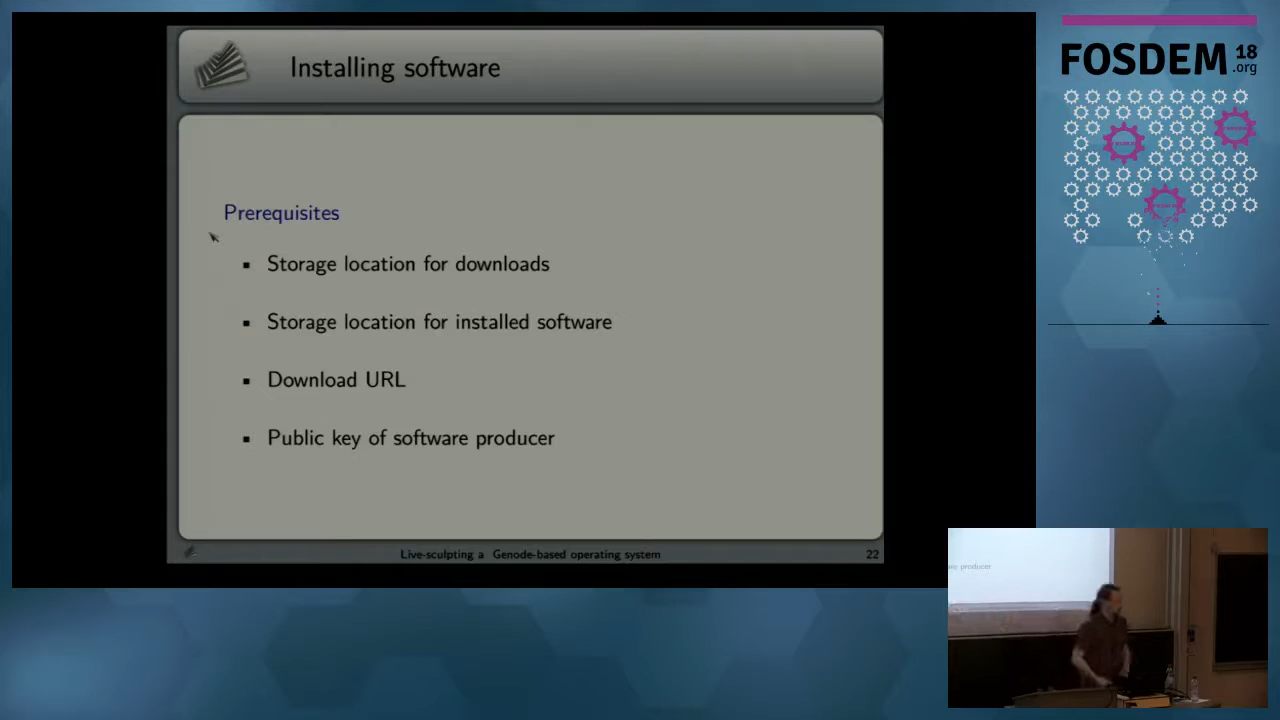 Installing software
Prerequisites
Storage location for downloads
Storage location for installed software
Download URL
Public key of software producer
Live-sculpting a Genode-based operating system
22
FOSDEM 18
.org
producer